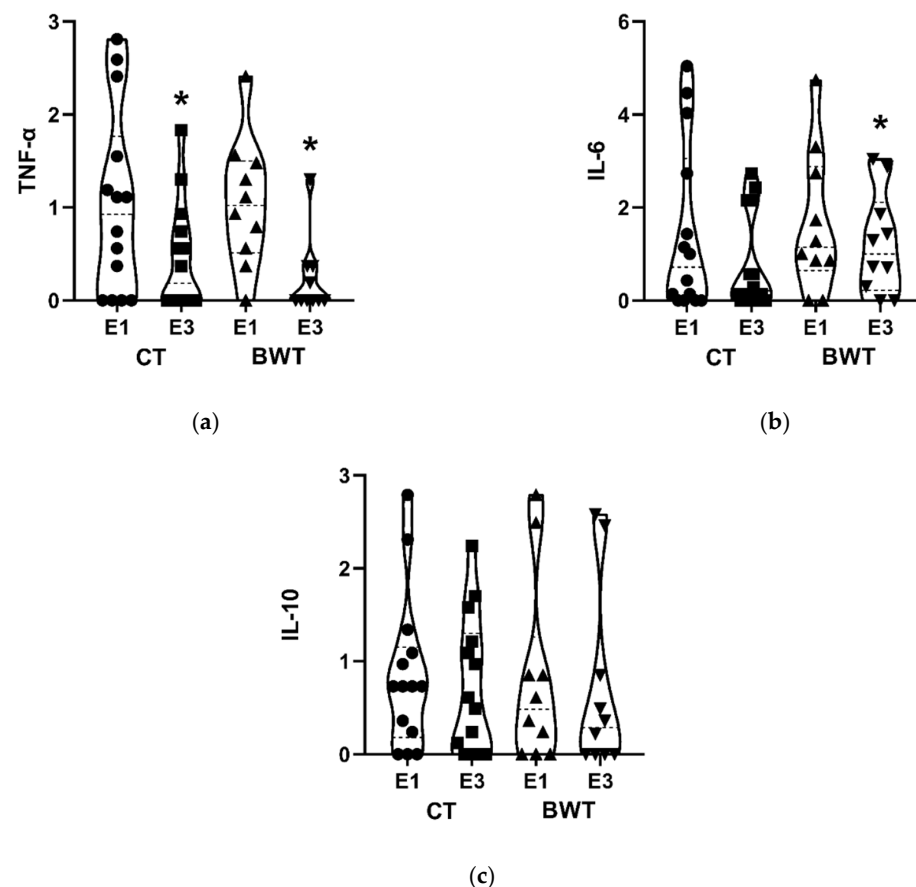 3
2
1
0
TNF-α
*
*
E1 E3 E1 E3
CT BWT
(a)
6
4
2
0
IL-6
*
E1 E3 E1 E3
CT BWT
(b)
3
2
1
0
IL-10
E1 E3 E1 E3
CT BWT
(c)